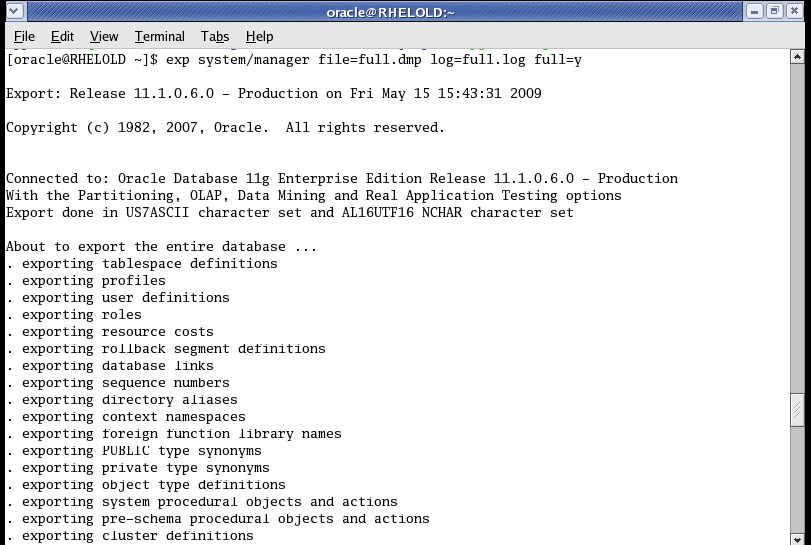 oracle@RHELOLD:~
File Edit View Terminal Tabs Help
[oracle@RHELOLD ~]$ exp system/manager file=full.dmp log=full.log full=y
Export: Release 11.1.0.6.0 - Production on Fri May 15 15:43:31 2009
Copyright (c) 1982, 2007, Oracle.  All rights reserved.
Connected to: Oracle Database 11g Enterprise Edition Release 11.1.0.6.0 - Production
With the Partitioning, OLAP, Data Mining and Real Application Testing options
Export done in US7ASCII character set and AL16UTF16 NCHAR character set
About to export the entire database ...
. exporting tablespace definitions
. exporting profiles
. exporting user definitions
. exporting roles
. exporting resource costs
. exporting rollback segment definitions
. exporting database links
. exporting sequence numbers
. exporting directory aliases
. exporting context namespaces
. exporting foreign function library names
. exporting PUBLIC type synonyms
. exporting private type synonyms
. exporting object type definitions
. exporting system procedural objects and actions
. exporting pre-schema procedural objects and actions
. exporting cluster definitions